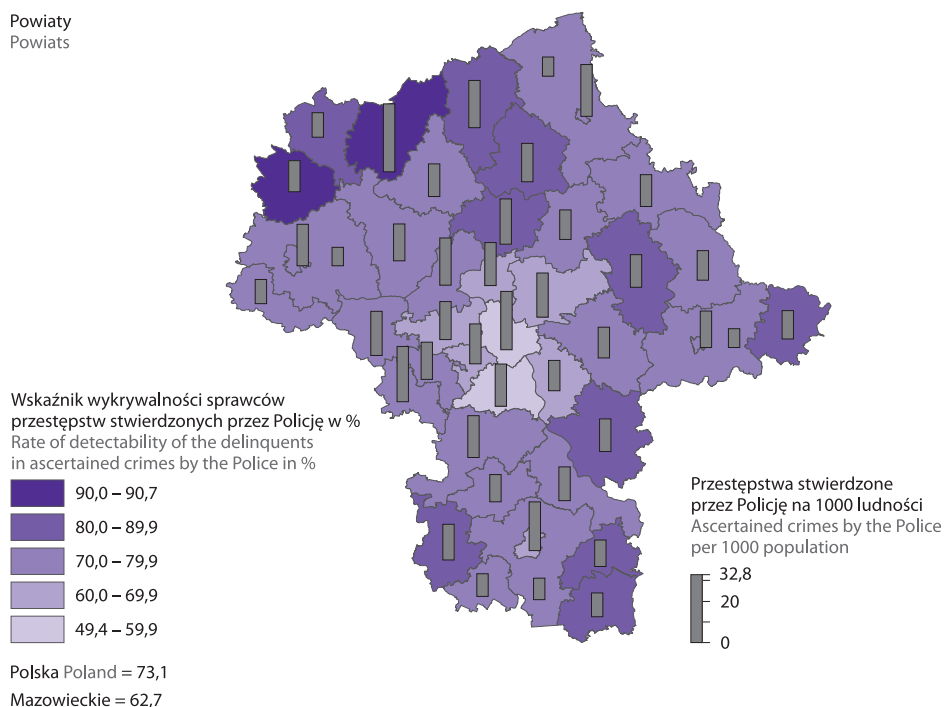 Powiaty
Powiats
Wskaźnik wykrywalności sprawców
przestępstw stwierdzonych przez Policję w %
Rate of detectability of the delinquents
in ascertained crimes by the Police in %
90,0 – 90,7
80,0 – 89,9
70,0 – 79,9
60,0 – 69,9
49,4 – 59,9
Polska Poland = 73,1
Mazowieckie = 62,7
Przestępstwa stwierdzone
przez Policję na 1000 ludności
Ascertained crimes by the Police
per 1000 population
32,8
20
0